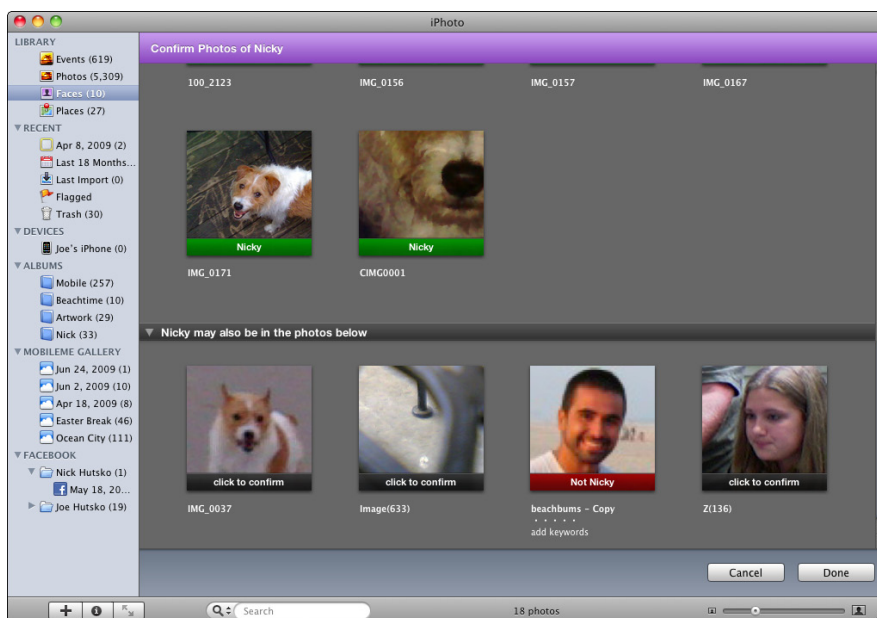 iPhoto
LIBRARY
Events (619)
Photos (5,309)
Faces (10)
Places (27)
RECENT
Apr 8, 2009 (2)
Last 18 Months...
Last Import (0)
Flagged
Trash (30)
DEVICES
Joe's iPhone (0)
ALBUMS
Mobile (257)
Beachtime (10)
Artwork (29)
Nick (33)
MOBILEME GALLERY
Jun 24, 2009 (1)
Jun 2, 2009 (10)
Apr 18, 2009 (8)
Easter Break (46)
Ocean City (111)
FACEBOOK
Nick Hutsko (1)
May 18, 20...
Joe Hutsko (19)
Confirm Photos of Nicky
100_2123 IMG_0156 IMG_0157 IMG_0167
Nicky Nicky
IMG_0171 CIMG0001
Nicky may also be in the photos below
click to confirm click to confirm Not Nicky click to confirm
IMG_0037 Image(633) beachbums - Copy Z(136)
add keywords
Cancel Done
Search 18 photos